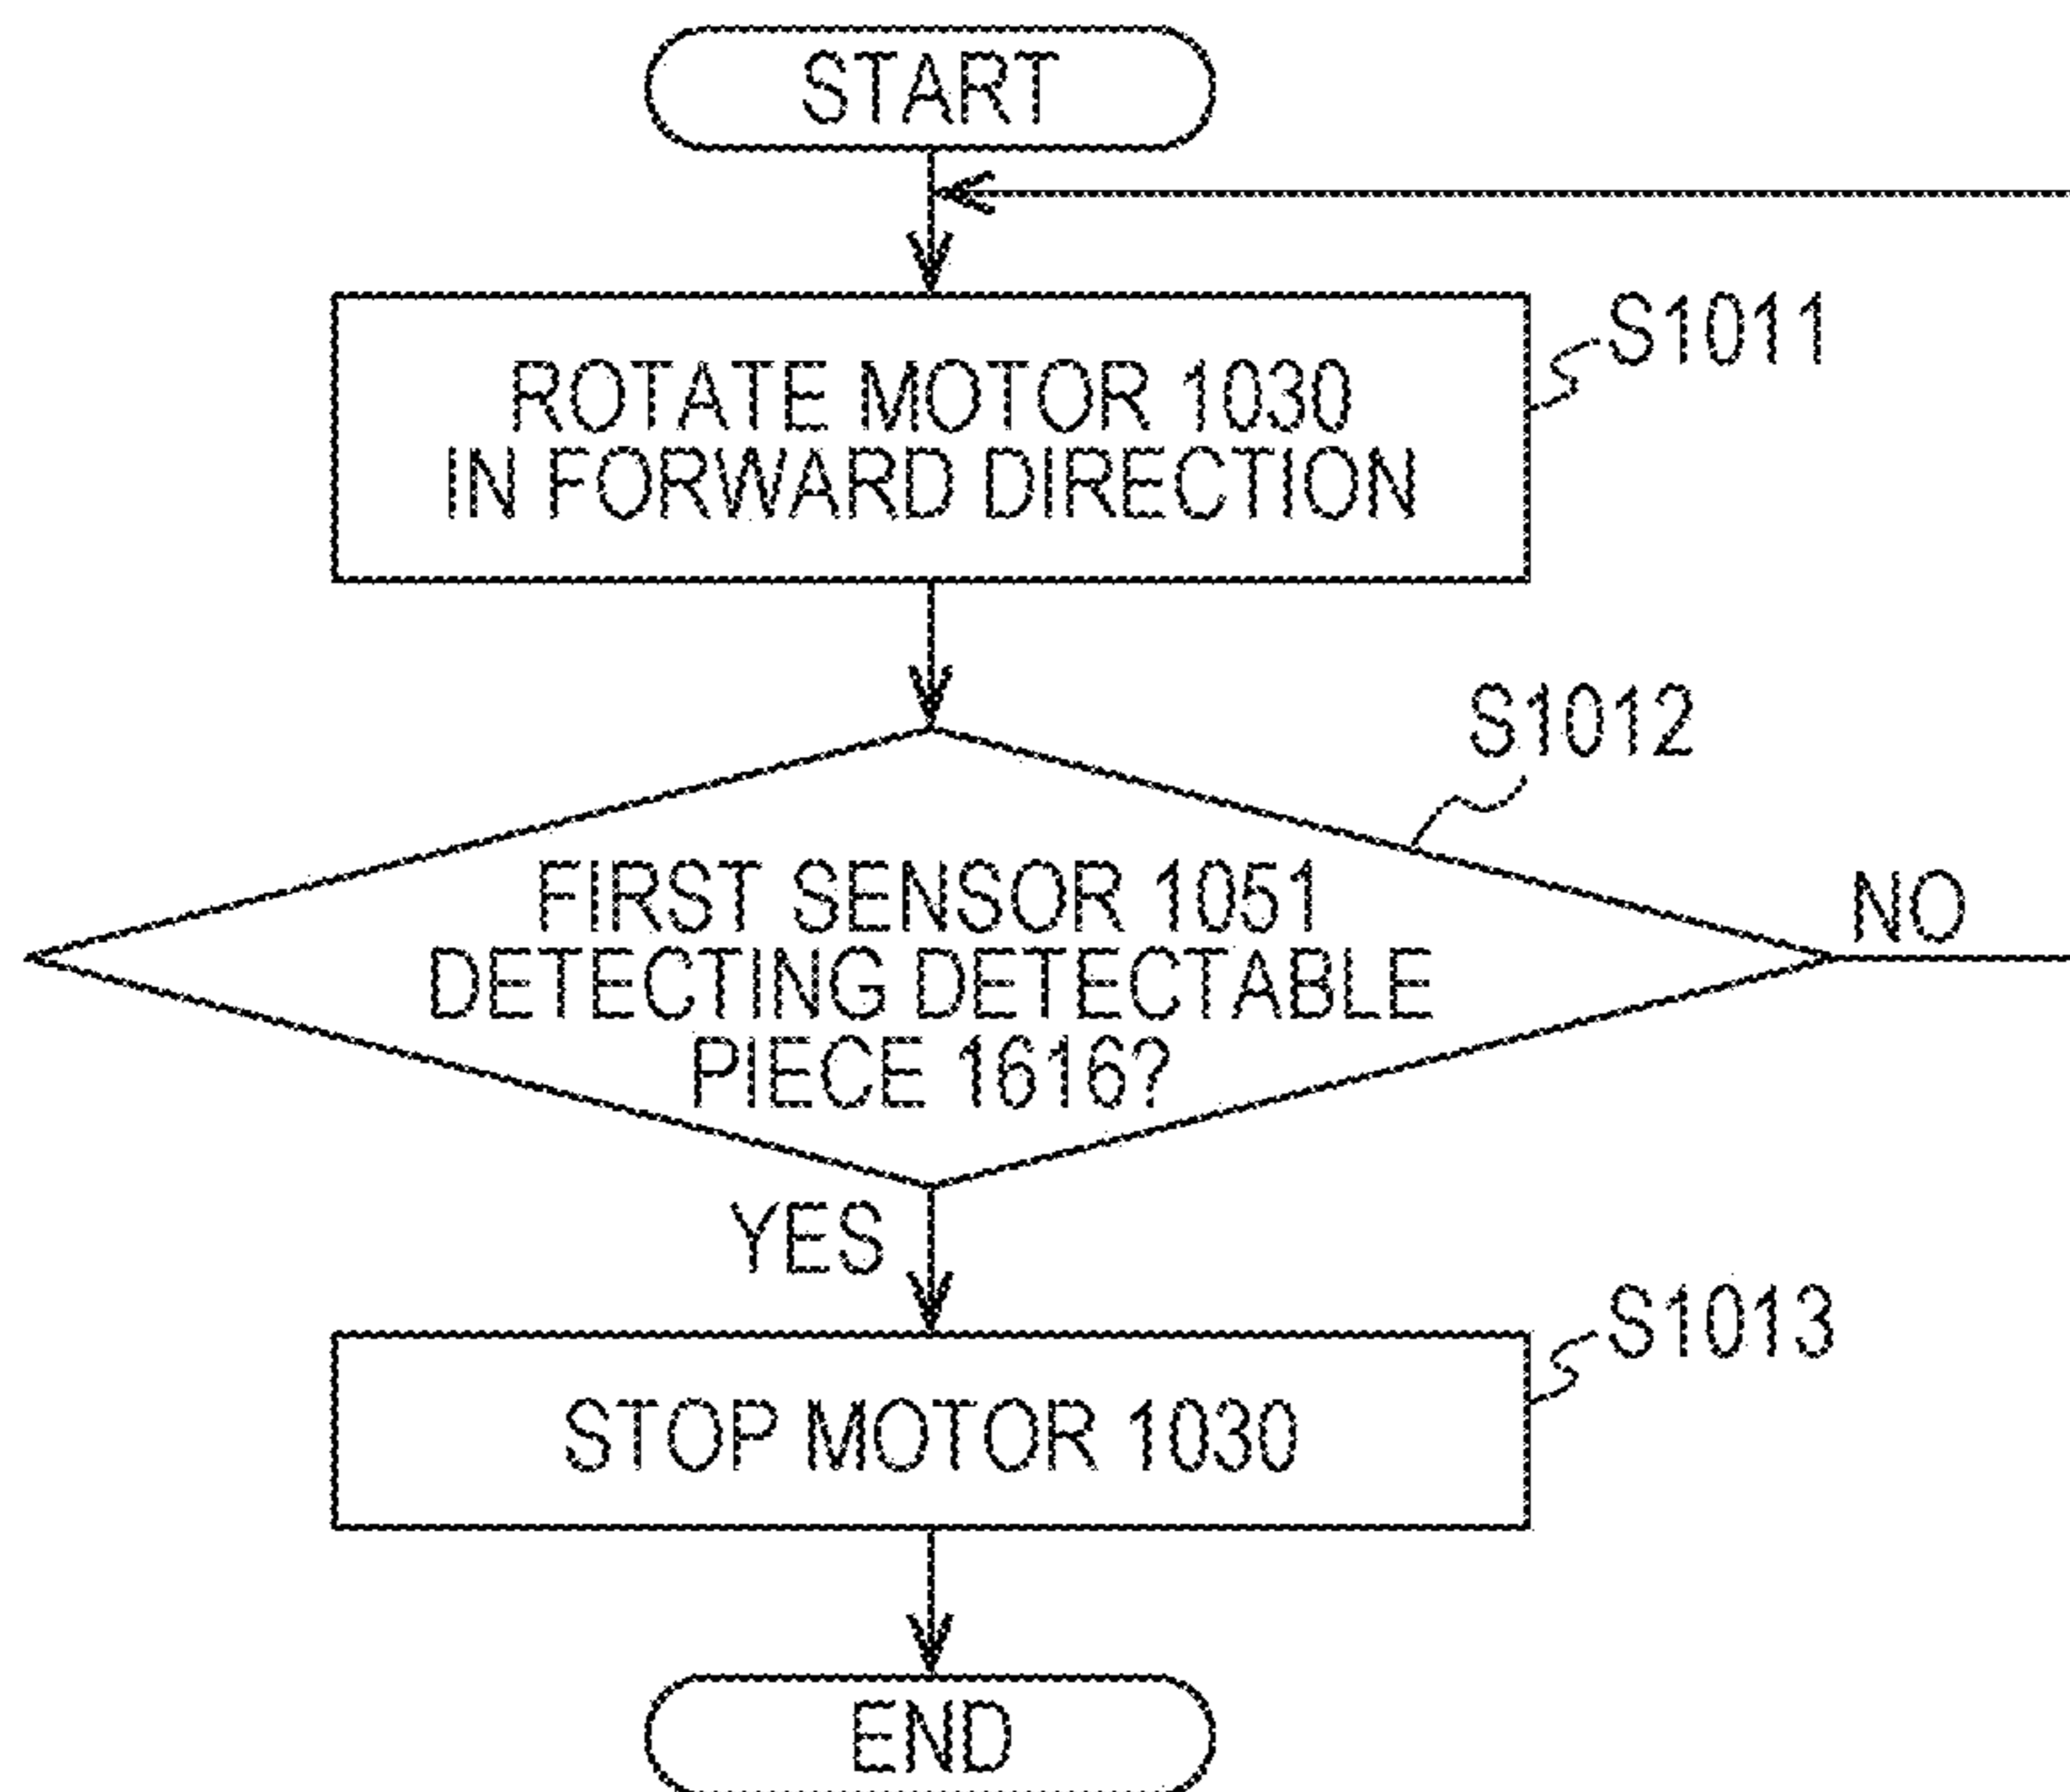 START
ROTATE MOTOR 1030
IN FORWARD DIRECTION
S1011
S1012
FIRST SENSOR 1051
DETECTING DETECTABLE
PIECE 1616?
NO
YES
S1013
STOP MOTOR 1030
END